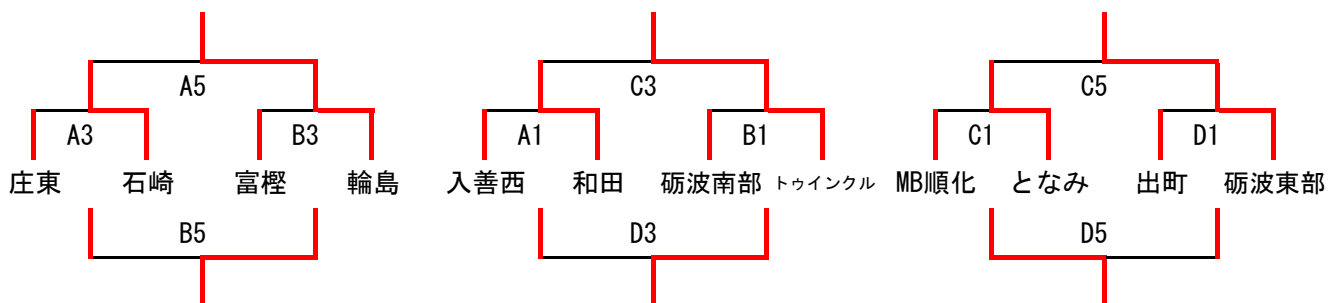 A5 C3 C5
A3 B3 A1 B1 C1 D1
庄東 石崎 富樫 輪島 入善西 和田 砺波南部 トゥインクル MB順化 となみ 出町 砺波東部
B5 D3 D5